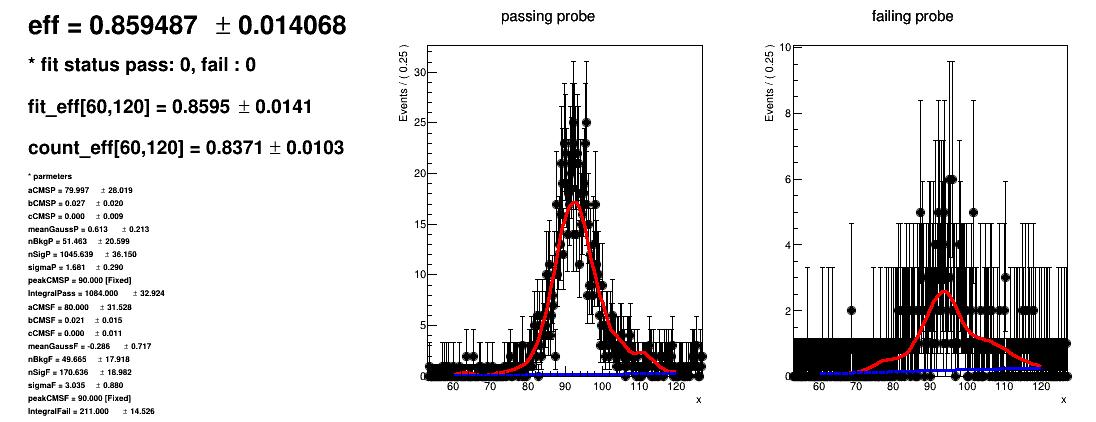 eff = 0.859487 ± 0.014068
* fit status pass: 0, fail : 0
fit_eff[60,120] = 0.8595 ± 0.0141
count_eff[60,120] = 0.8371 ± 0.0103
* parmeters
aCMSP = 79.997 ± 28.019
bCMSP = 0.027 ± 0.020
cCMSP = 0.000 ± 0.009
meanGaussP = 0.613 ± 0.213
nBkgP = 51.463 ± 20.599
nSigP = 1045.639 ± 36.150
sigmaP = 1.681 ± 0.290
peakCMSP = 90.000 [Fixed]
IntegralPass = 1084.000 ± 32.924
aCMSF = 80.000 ± 31.528
bCMSF = 0.021 ± 0.015
cCMSF = 0.000 ± 0.011
meanGaussF = -0.286 ± 0.717
nBkgF = 49.665 ± 17.918
nSigF = 170.636 ± 18.982
sigmaF = 3.035 ± 0.880
peakCMSF = 90.000 [Fixed]
IntegralFail = 211.000 ± 14.526
passing probe
Events / ( 0.25 )
30
25
20
15
10
5
0
60 70 80 90 100 110 120
x
failing probe
Events / ( 0.25 )
10
8
6
4
2
0
60 70 80 90 100 110 120
x